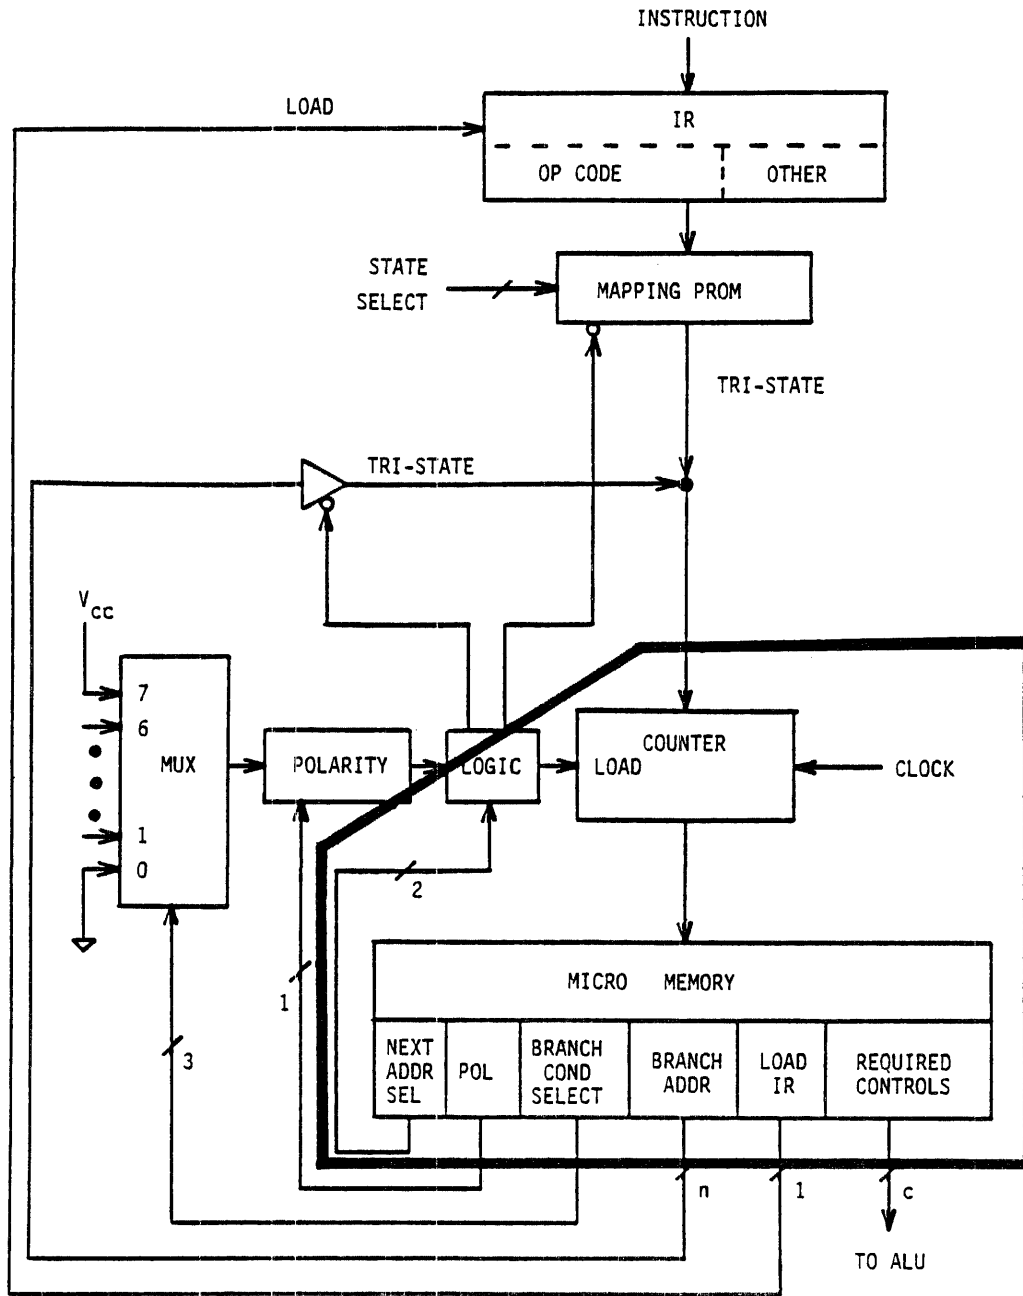 INSTRUCTION
LOAD
IR
OP CODE
OTHER
STATE
SELECT
MAPPING PROM
TRI-STATE
TRI-STATE
Vcc
7
6
1
0
MUX
POLARITY
LOGIC
COUNTER
LOAD
CLOCK
2
1
3
MICRO MEMORY
NEXT
ADDR
SEL
POL
BRANCH
COND
SELECT
BRANCH
ADDR
LOAD
IR
REQUIRED
CONTROLS
n
1
c
TO ALU